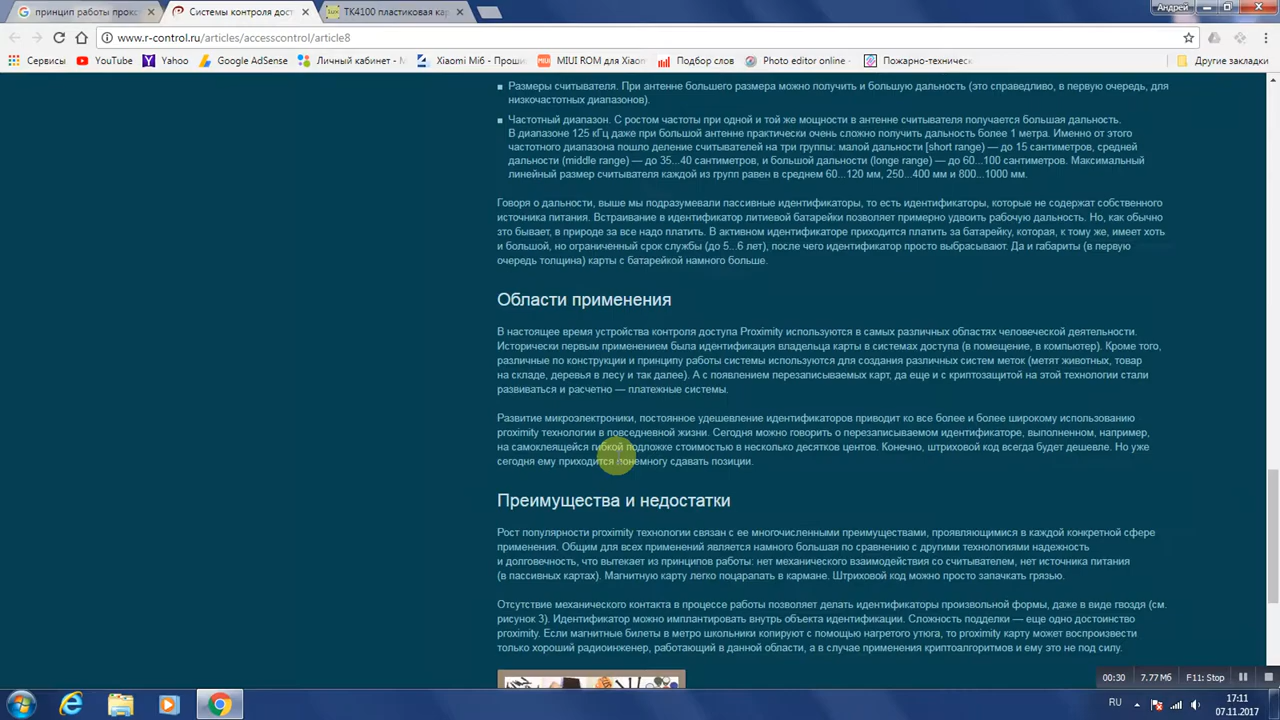 принцип работы прокс
Системы контроля дост
ТК4100 пластиковая кар
Андрей
www.r-control.ru/articles/accesscontrol/article8
Сервисы
YouTube
Yahoo
Google AdSense
Личный кабинет -
Xiaomi Mi6 - Прошив
MIUI ROM для Xiaom
Подбор слов
Photo editor online -
Пожарно-техническ
Другие закладки
Размеры считывателя. При антенне большего размера можно получить и большую дальность (это справедливо, в первую очередь, для
низкочастотных диапазонов).
Частотный диапазон. С ростом частоты при одной и той же мощности в антенне считывателя получается большая дальность.
В диапазоне 125 кГц даже при большой антенне практически очень сложно получить дальность более 1 метра. Именно от этого
частотного диапазона пошло деление считывателей на три группы: малой дальности [short range) — до 15 сантиметров, средней
дальности (middle range) — до 35...40 сантиметров, и большой дальности (longe range) — до 60...100 сантиметров. Максимальный
линейный размер считывателя каждой из групп равен в среднем 60...120 мм, 250...400 мм и 800...1000 мм.
Говоря о дальности, выше мы подразумевали пассивные идентификаторы, то есть идентификаторы, которые не содержат собственного
источника питания. Встраивание в идентификатор литиевой батарейки позволяет примерно удвоить рабочую дальность. Но, как обычно
зто бывает, в природе за все надо платить. В активном идентификаторе приходится платить за батарейку, которая, к тому же, имеет хоть
и большой, но ограниченный срок службы (до 5...6 лет), после чего идентификатор просто выбрасывают. Да и габариты (в первую
очередь толщина) карты с батарейкой намного больше.
Области применения
В настоящее время устройства контроля доступа Proximity используются в самых различных областях человеческой деятельности.
Исторически первым применением была идентификация владельца карты в системах доступа (в помещение, в компьютер). Кроме того,
различные по конструкции и принципу работы системы используются для создания различных систем меток (метят животных, товар
на складе, деревья в лесу и так далее). А с появлением перезаписываемых карт, да еще и с криптозащитой на этой технологии стали
развиваться и расчетно — платежные системы.
Развитие микроэлектроники, постоянное удешевление идентификаторов приводит ко все более и более широкому использованию
proximity технологии в повседневной жизни. Сегодня можно говорить о перезаписываемом идентификаторе, выполненном, например,
на самоклеящейся гибкой подложке стоимостью в несколько десятков центов. Конечно, штриховой код всегда будет дешевле. Но уже
сегодня ему приходится понемногу сдавать позиции.
Преимущества и недостатки
Рост популярности proximity технологии связан с ее многочисленными преимуществами, проявляющимися в каждой конкретной сфере
применения. Общим для всех применений является намного большая по сравнению с другими технологиями надежность
и долговечность, что вытекает из принципов работы: нет механического взаимодействия со считывателем, нет источника питания
(в пассивных картах). Магнитную карту легко поцарапать в кармане. Штриховой код можно просто запачкать грязью.
Отсутствие механического контакта в процессе работы позволяет делать идентификаторы произвольной формы, даже в виде гвоздя (см.
рисунок 3). Идентификатор можно имплантировать внутрь объекта идентификации. Сложность подделки — еще одно достоинство
proximity. Если магнитные билеты в метро школьники копируют с помощью нагретого утюга, то proximity карту может воспроизвести
только хороший радиоинженер, работающий в данной области, а в случае применения криптоалгоритмов и ему это не под силу.
00:30 7.77 Мб F11: Stop
RU
17:11
07.11.2017